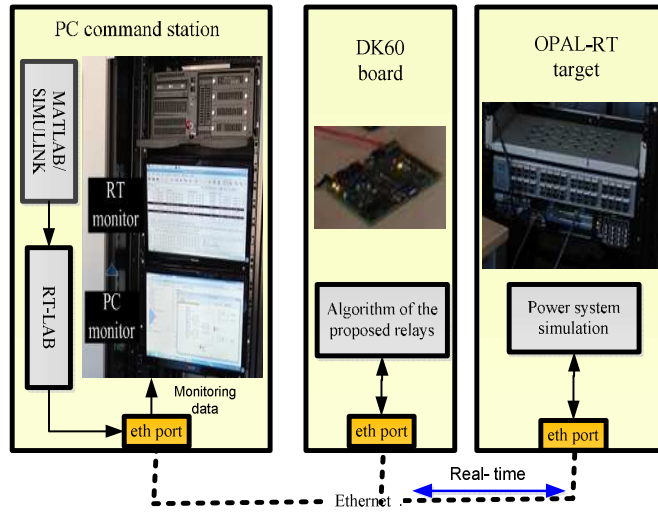 PC command station
MATLAB/
SIMULINK
RT
monitor
PC
monitor
RT-LAB
Monitoring
data
eth port
DK60
board
Algorithm of the
proposed relays
eth port
OPAL-RT
target
Power system
simulation
eth port
Real- time
Ethernet